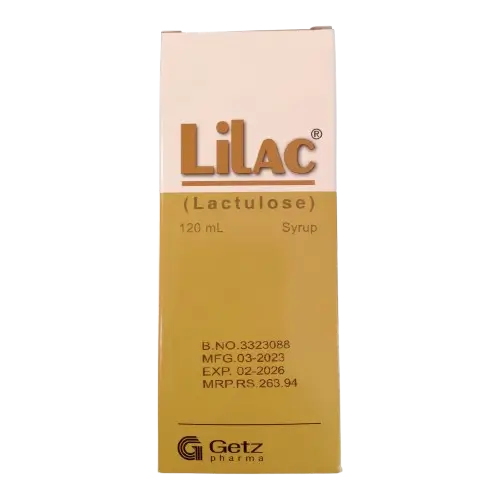 LiLAC®
(Lactulose)
120 mL Syrup
B.NO.3323088
MFG.03-2023
EXP. 02-2026
MRP.RS.263.94
G Getz
pharma